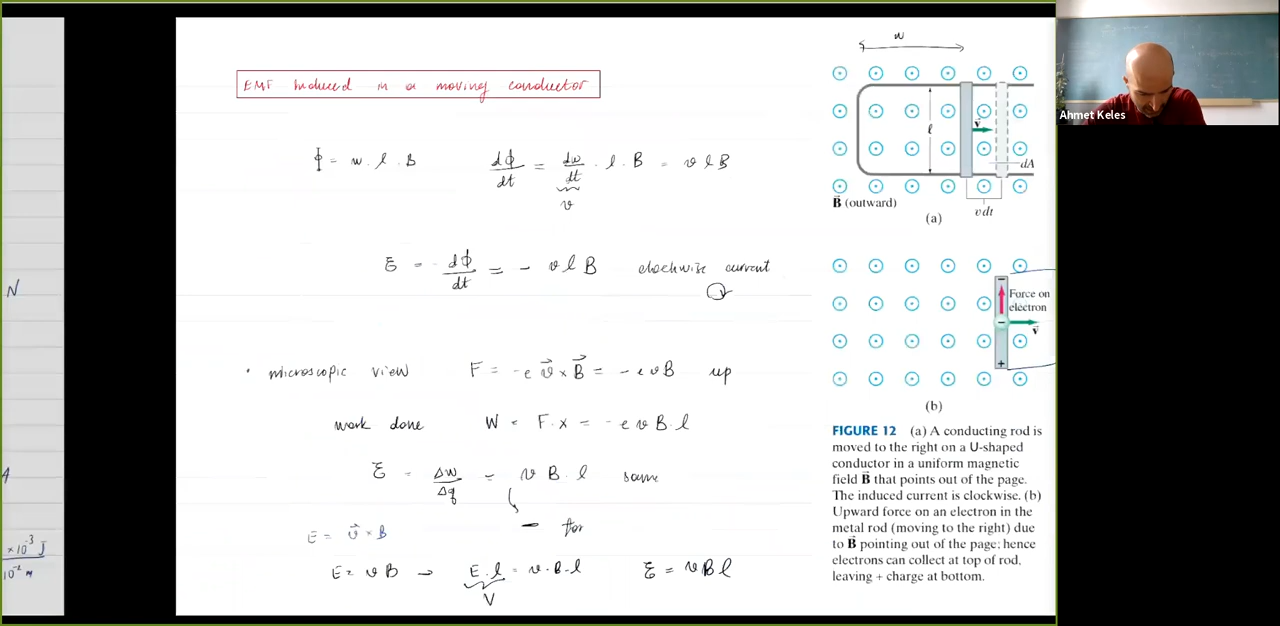 EMF Induced in a moving conductor
Φ = w . l . B    dΦ/dt = dw/dt . l . B = v l B
v
ℰ = - dΦ/dt = - v l B    clockwise current
• microscopic view    F = -e v⃗ × B⃗ = - e v B    up
work done    W = F . x = - e v B . l
ℰ = Δw/Δq = v B . l    same
- for
E = v⃗ × B
E = v B → E . l = v . B . l    ℰ = v B l
V
N
A
×10⁻³ J
w
l
v⃗
dA
B⃗ (outward)
v dt
(a)
−
Force on
electron
−
v⃗
+
(b)
FIGURE 12 (a) A conducting rod is
moved to the right on a U-shaped
conductor in a uniform magnetic
field B⃗ that points out of the page.
The induced current is clockwise. (b)
Upward force on an electron in the
metal rod (moving to the right) due
to B⃗ pointing out of the page; hence
electrons can collect at top of rod,
leaving + charge at bottom.
Ahmet Keles